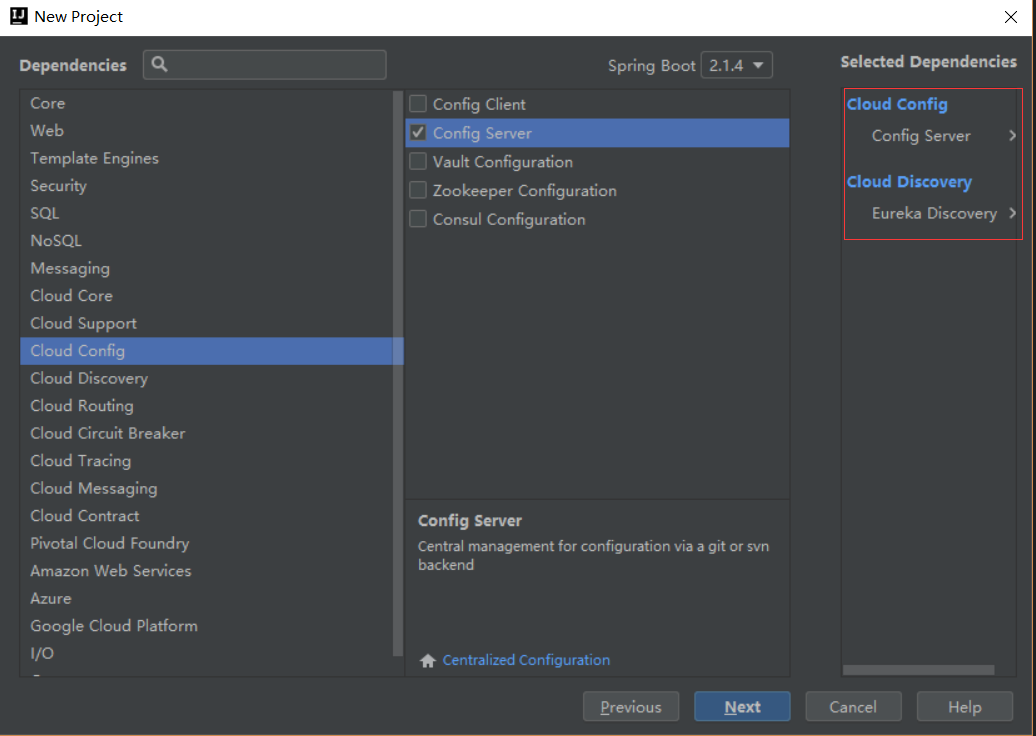 New Project
Dependencies
Spring Boot 2.1.4
Selected Dependencies
Core
Web
Template Engines
Security
SQL
NoSQL
Messaging
Cloud Core
Cloud Support
Cloud Config
Cloud Discovery
Cloud Routing
Cloud Circuit Breaker
Cloud Tracing
Cloud Messaging
Cloud Contract
Pivotal Cloud Foundry
Amazon Web Services
Azure
Google Cloud Platform
I/O
Config Client
Config Server
Vault Configuration
Zookeeper Configuration
Consul Configuration
Config Server
Central management for configuration via a git or svn
backend
Centralized Configuration
Cloud Config
Config Server
Cloud Discovery
Eureka Discovery
Previous
Next
Cancel
Help